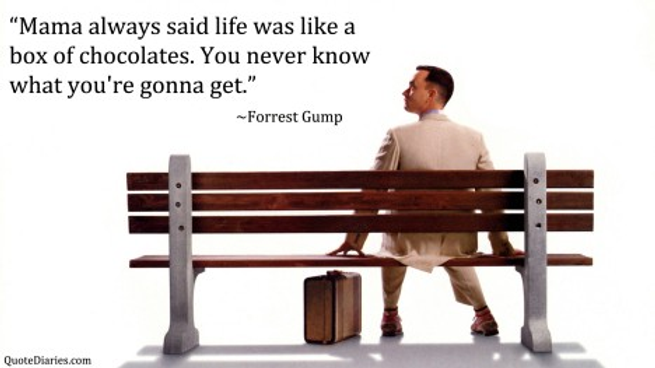 “Mama always said life was like a
box of chocolates. You never know
what you're gonna get.”
~Forrest Gump
QuoteDiaries.com